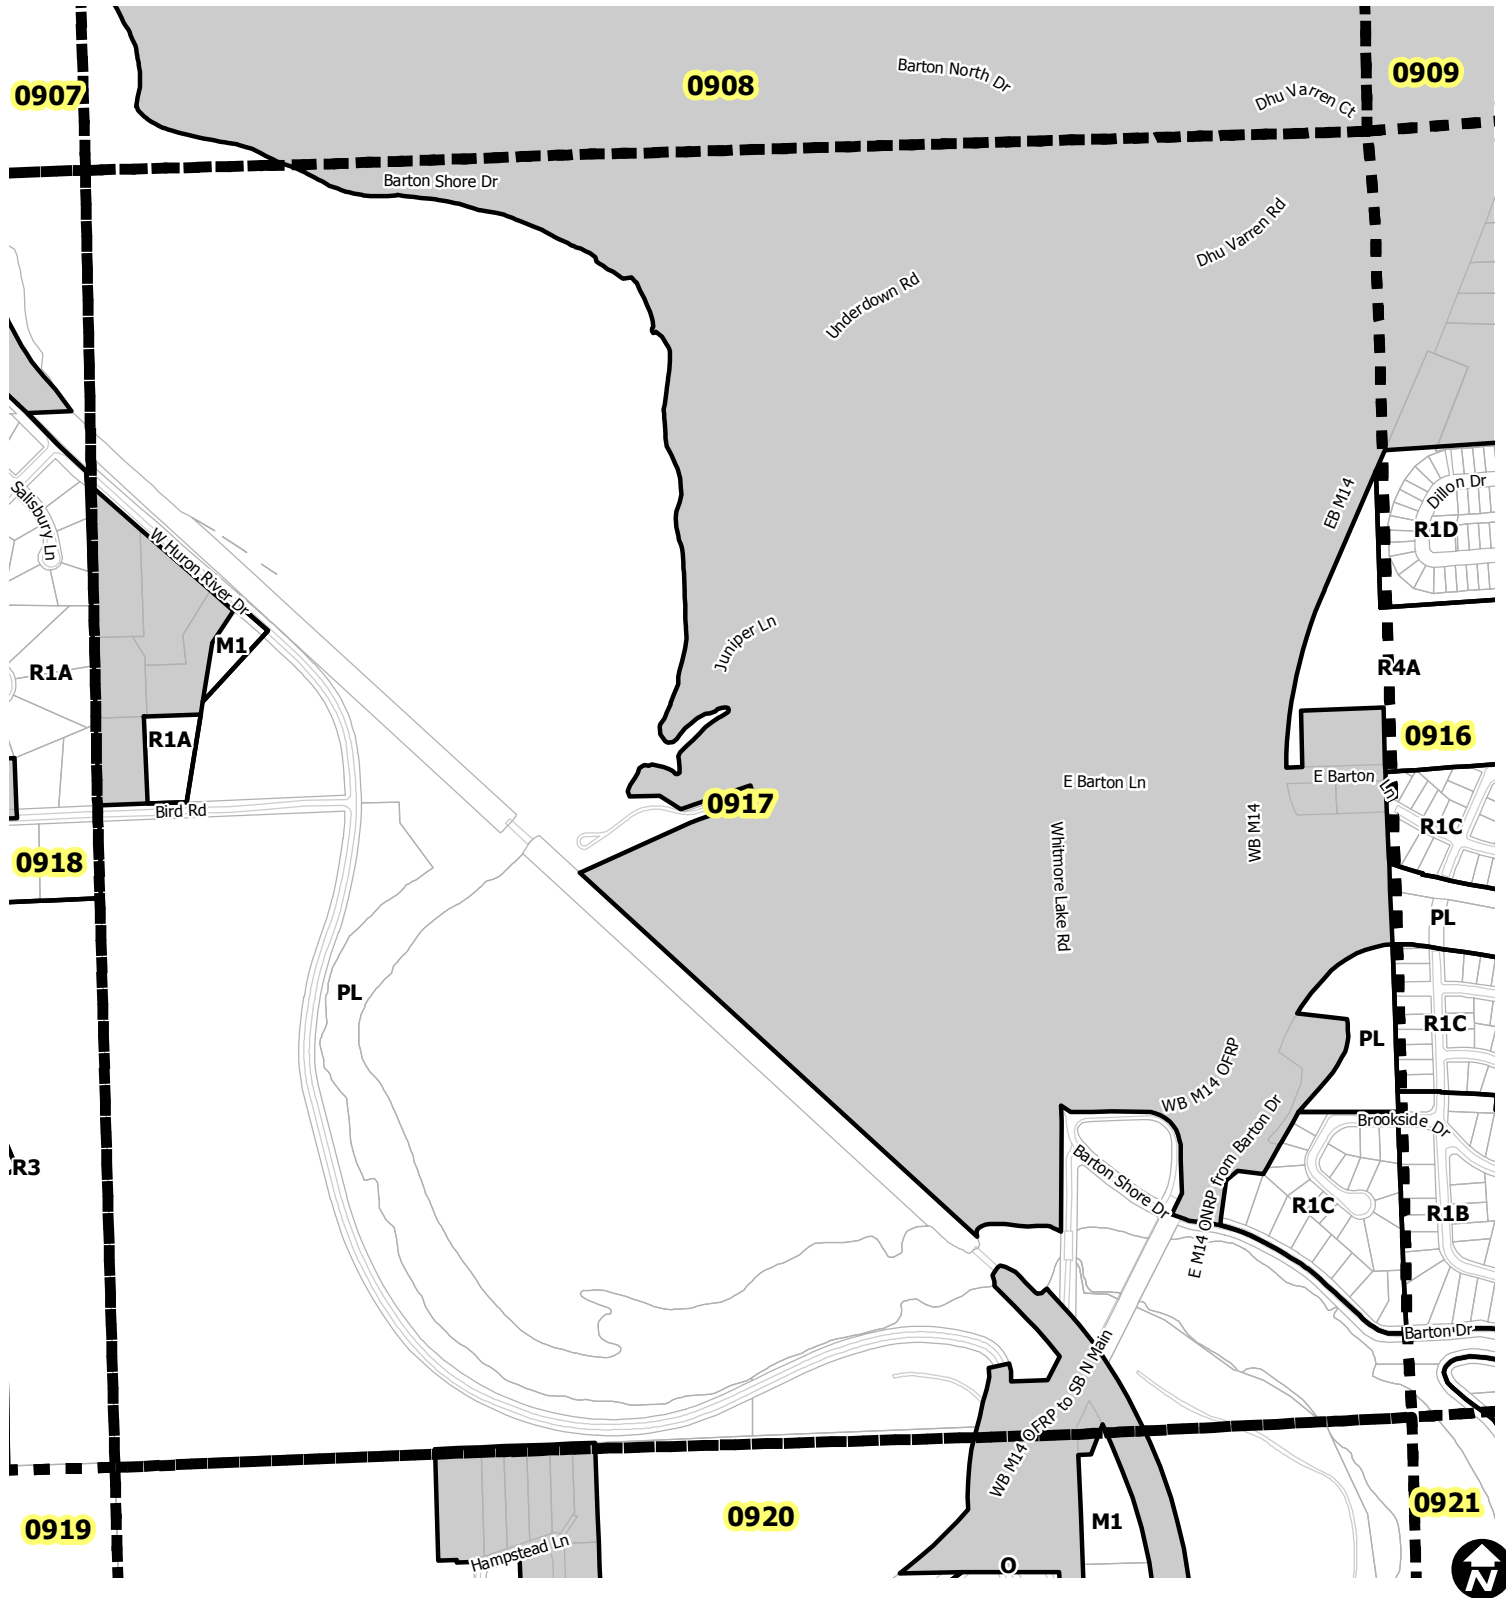 0907
0908
0909
Barton North Dr
Dhu Varren Ct
Barton Shore Dr
Dhu Varren Rd
Underdown Rd
Salisbury Ln
W Huron River Dr
EB M14
Dillon Dr
R1D
M1
R1A
Juniper Ln
R4A
R1A
0916
E Barton Ln
E Barton Ln
0917
Bird Rd
WB M14
R1C
0918
Whitmore Lake Rd
PL
PL
R1C
PL
WB M14 OFRP
Brookside Dr
E M14 ONRP from Barton Dr
Barton Shore Dr
R3
R1C
R1B
Barton Dr
WB M14 OFRP to SB N Main
0919
0920
0921
M1
Hampstead Ln
O
N